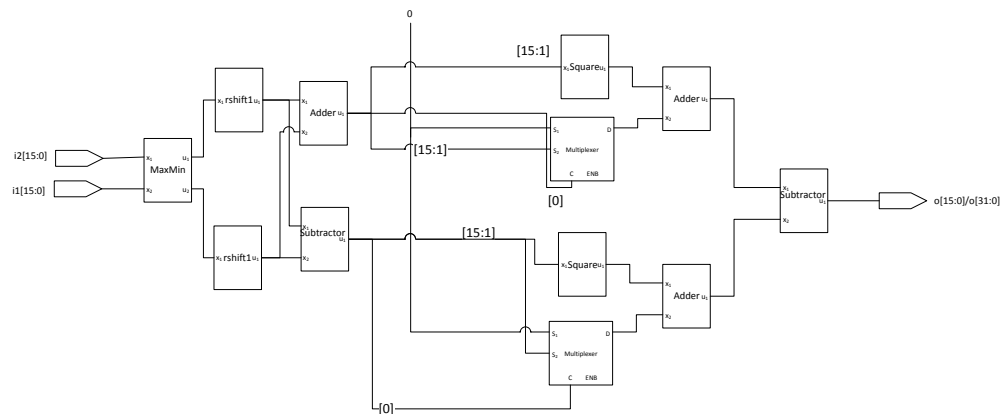 0
[15:1]
x₁ Square u₁
x₁ rshift1 u₁
x₁ Adder u₁
x₂
x₁ Adder u₁
x₂
S₁ D
S₂ Multiplexer
C ENB
[15:1]
[0]
i2[15:0]
i1[15:0]
x₁ u₁
MaxMin
x₂ u₂
x₁
Subtractor
u₁
x₂
o[15:0]/o[31:0]
x₁
Subtractor
u₁
x₂
[15:1]
x₁ rshift1 u₁
x₁ Square u₁
x₁
Adder u₁
x₂
S₁ D
S₂ Multiplexer
C ENB
[0]